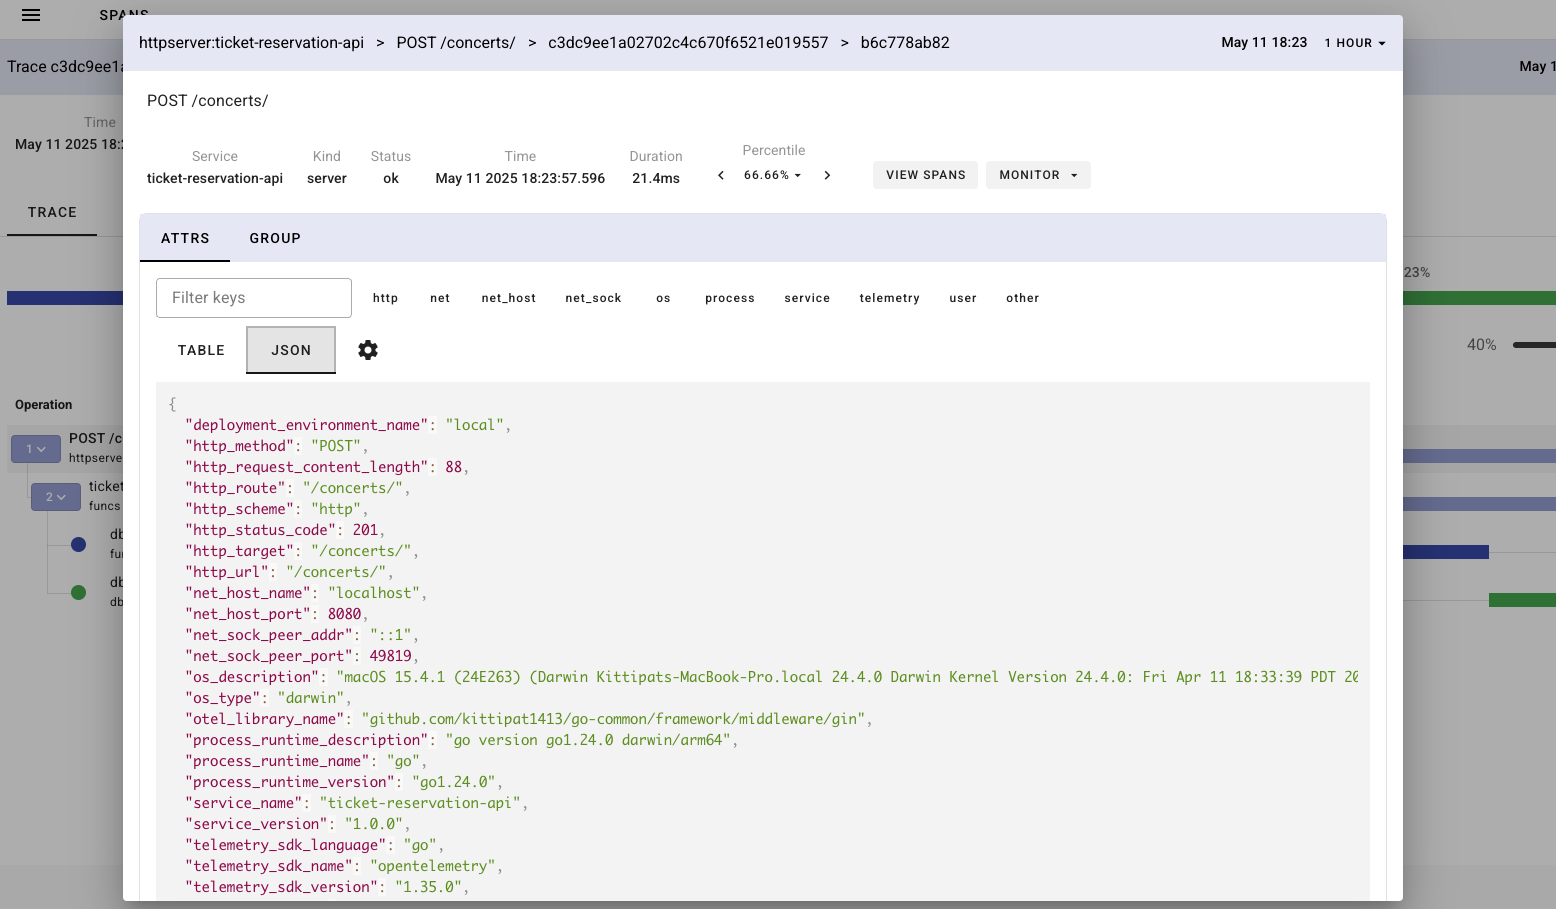 SPANS
httpserver:ticket-reservation-api > POST /concerts/ > c3dc9ee1a02702c4c670f6521e019557 > b6c778ab82 May 11 18:23 1 HOUR
Trace c3dc9ee1a
May 1
POST /concerts/
Time
May 11 2025 18:2
Service Kind Status Time Duration Percentile
ticket-reservation-api server ok May 11 2025 18:23:57.596 21.4ms 66.66% VIEW SPANS MONITOR
TRACE
ATTRS GROUP
23%
Filter keys http net net_host net_sock os process service telemetry user other
TABLE JSON
40%
Operation
1 POST /c
httpserve
2 ticket
funcs
db
fu
db
db
{
"deployment_environment_name": "local",
"http_method": "POST",
"http_request_content_length": 88,
"http_route": "/concerts/",
"http_scheme": "http",
"http_status_code": 201,
"http_target": "/concerts/",
"http_url": "/concerts/",
"net_host_name": "localhost",
"net_host_port": 8080,
"net_sock_peer_addr": "::1",
"net_sock_peer_port": 49819,
"os_description": "macOS 15.4.1 (24E263) (Darwin Kittipats-MacBook-Pro.local 24.4.0 Darwin Kernel Version 24.4.0: Fri Apr 11 18:33:39 PDT 20
"os_type": "darwin",
"otel_library_name": "github.com/kittipat1413/go-common/framework/middleware/gin",
"process_runtime_description": "go version go1.24.0 darwin/arm64",
"process_runtime_name": "go",
"process_runtime_version": "go1.24.0",
"service_name": "ticket-reservation-api",
"service_version": "1.0.0",
"telemetry_sdk_language": "go",
"telemetry_sdk_name": "opentelemetry",
"telemetry_sdk_version": "1.35.0",